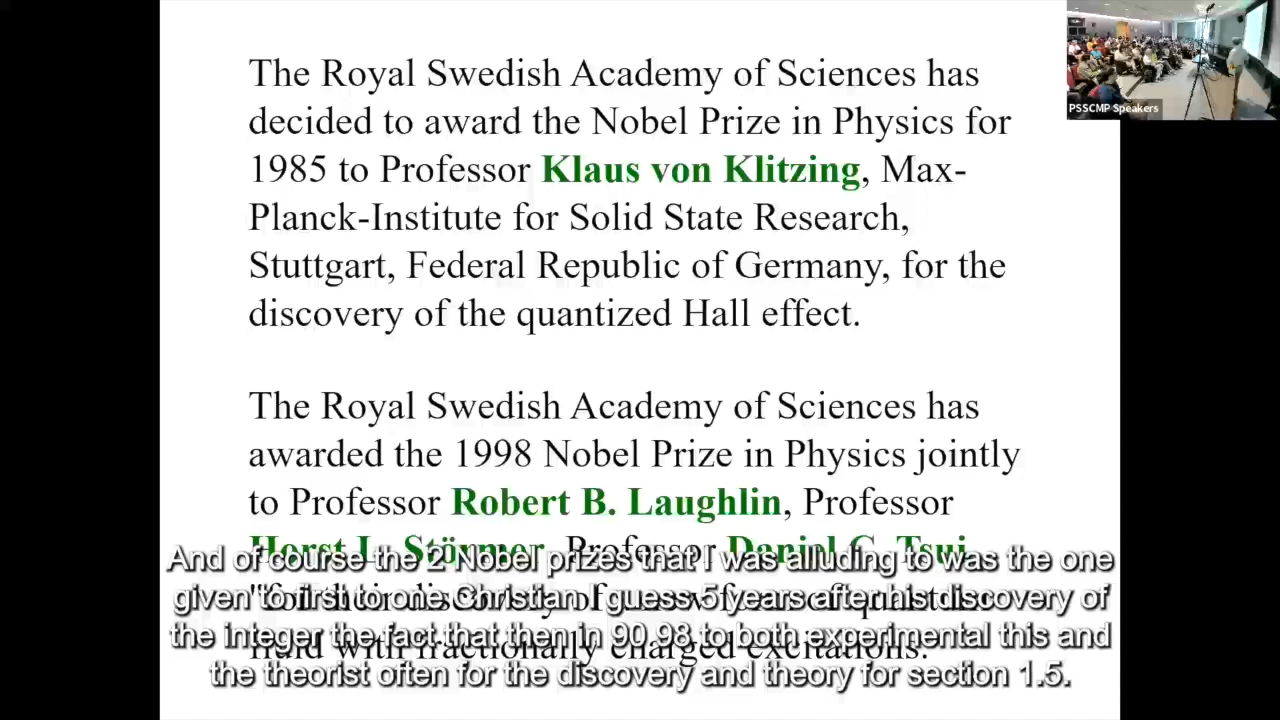 The Royal Swedish Academy of Sciences has
decided to award the Nobel Prize in Physics for
1985 to Professor Klaus von Klitzing, Max-
Planck-Institute for Solid State Research,
Stuttgart, Federal Republic of Germany, for the
discovery of the quantized Hall effect.
The Royal Swedish Academy of Sciences has
awarded the 1998 Nobel Prize in Physics jointly
to Professor Robert B. Laughlin, Professor
Horst L. Störmer, Professor Daniel C. Tsui
fluid with fractionally charged excitations.
And of course the 2 Nobel prizes that I was alluding to was the one
given to first to one Christian. I guess 5 years after his discovery of
the integer the fact that then in 90 98 to both experimental this and
the theorist often for the discovery and theory for section 1.5.
PSSCMP Speakers